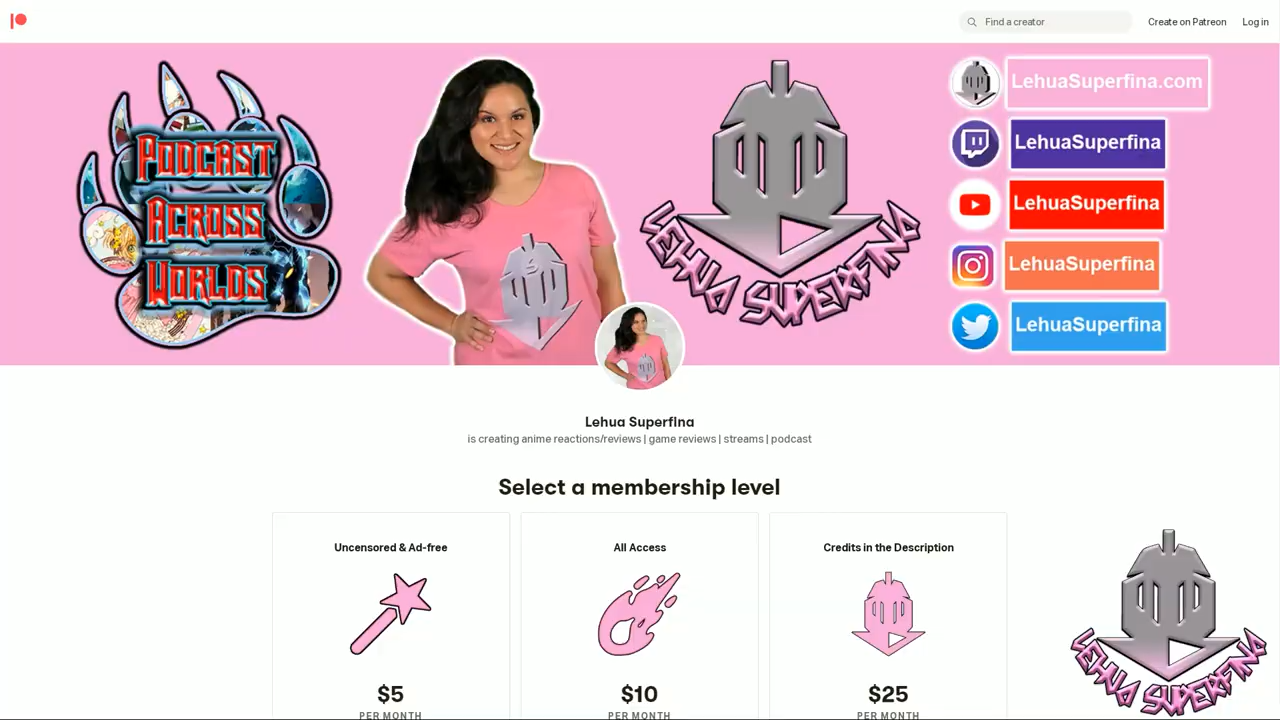 Find a creator
Create on Patreon
Log in
PODCAST
ACROSS
WORLDS
LEHUA SUPERFINA
LehuaSuperfina.com
LehuaSuperfina
LehuaSuperfina
LehuaSuperfina
LehuaSuperfina
Lehua Superfina
is creating anime reactions/reviews | game reviews | streams | podcast
Select a membership level
Uncensored & Ad-free
All Access
Credits in the Description
$5
$10
$25
PER MONTH
PER MONTH
PER MONTH
LEHUA SUPERFINA